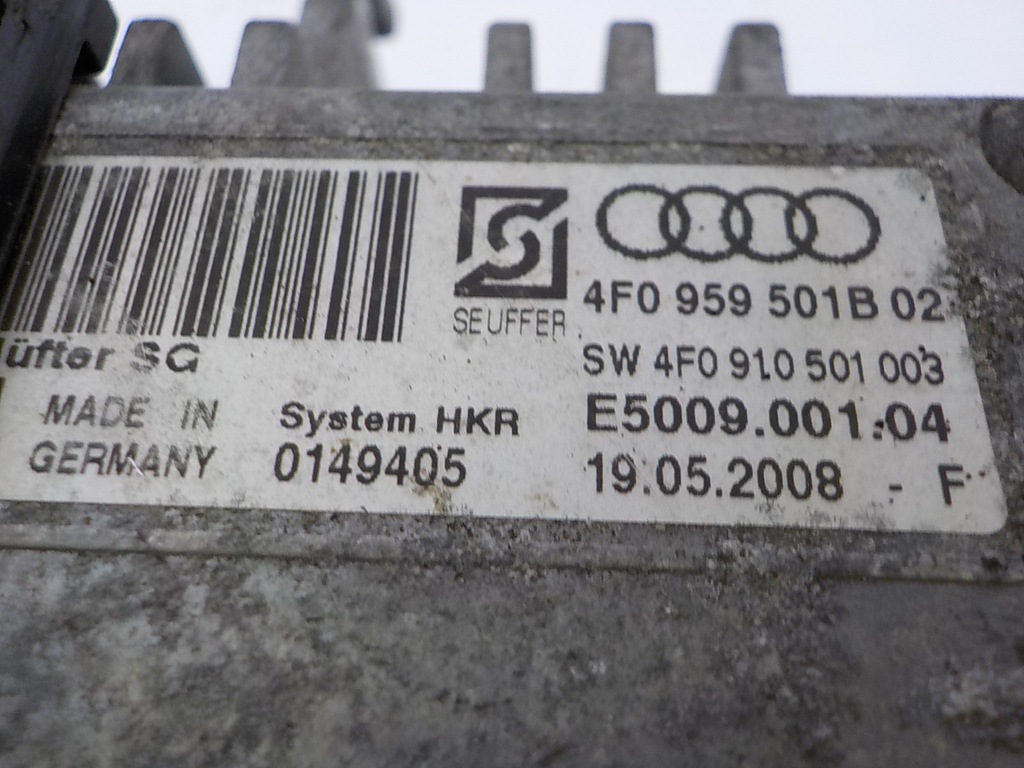 SEUFFER
4F0 959 501B 02
üfter SG
SW 4F0 910 501 003
MADE IN
GERMANY
System HKR
0149405
E5009.001.04
19.05.2008 - F